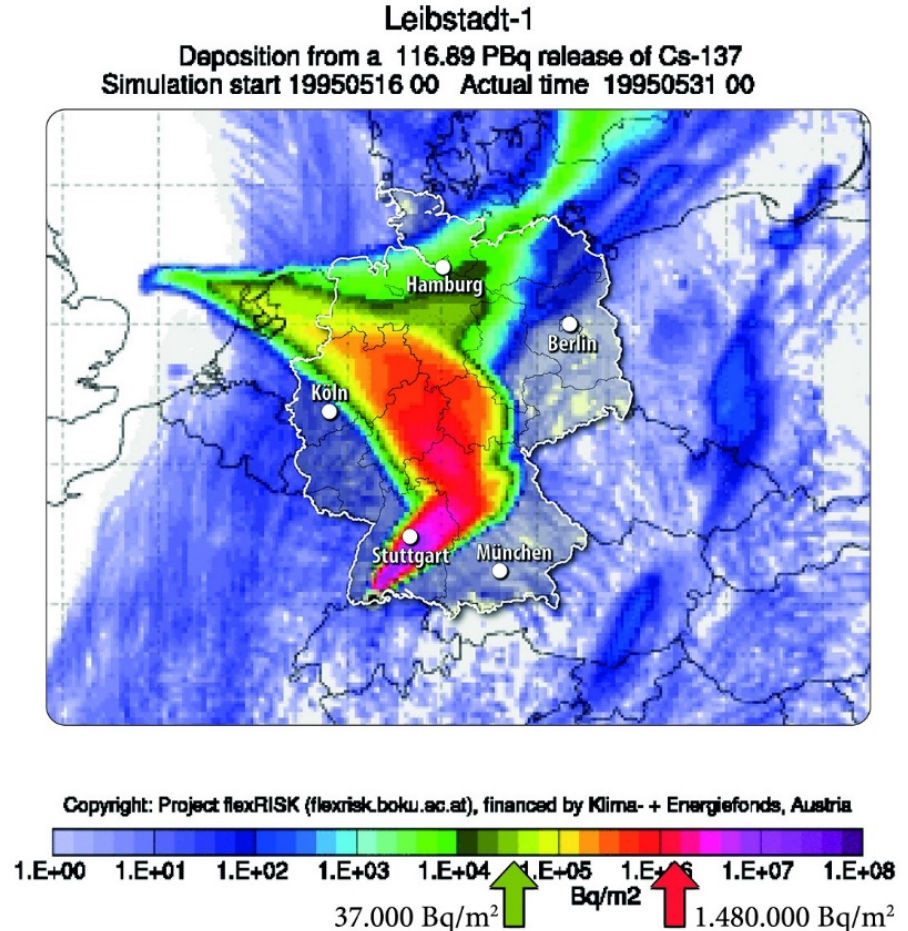 Leibstadt-1
Deposition from a 116.89 PBq release of Cs-137
Simulation start 19950516 00 Actual time 19950531 00
Hamburg
Berlin
Köln
Stuttgart
München
Copyright: Project flexRISK (flexrisk.boku.ac.at), financed by Klima- + Energiefonds, Austria
1.E+00 1.E+01 1.E+02 1.E+03 1.E+04 1.E+05 1.E+06 1.E+07 1.E+08
Bq/m2
37.000 Bq/m² 1.480.000 Bq/m²